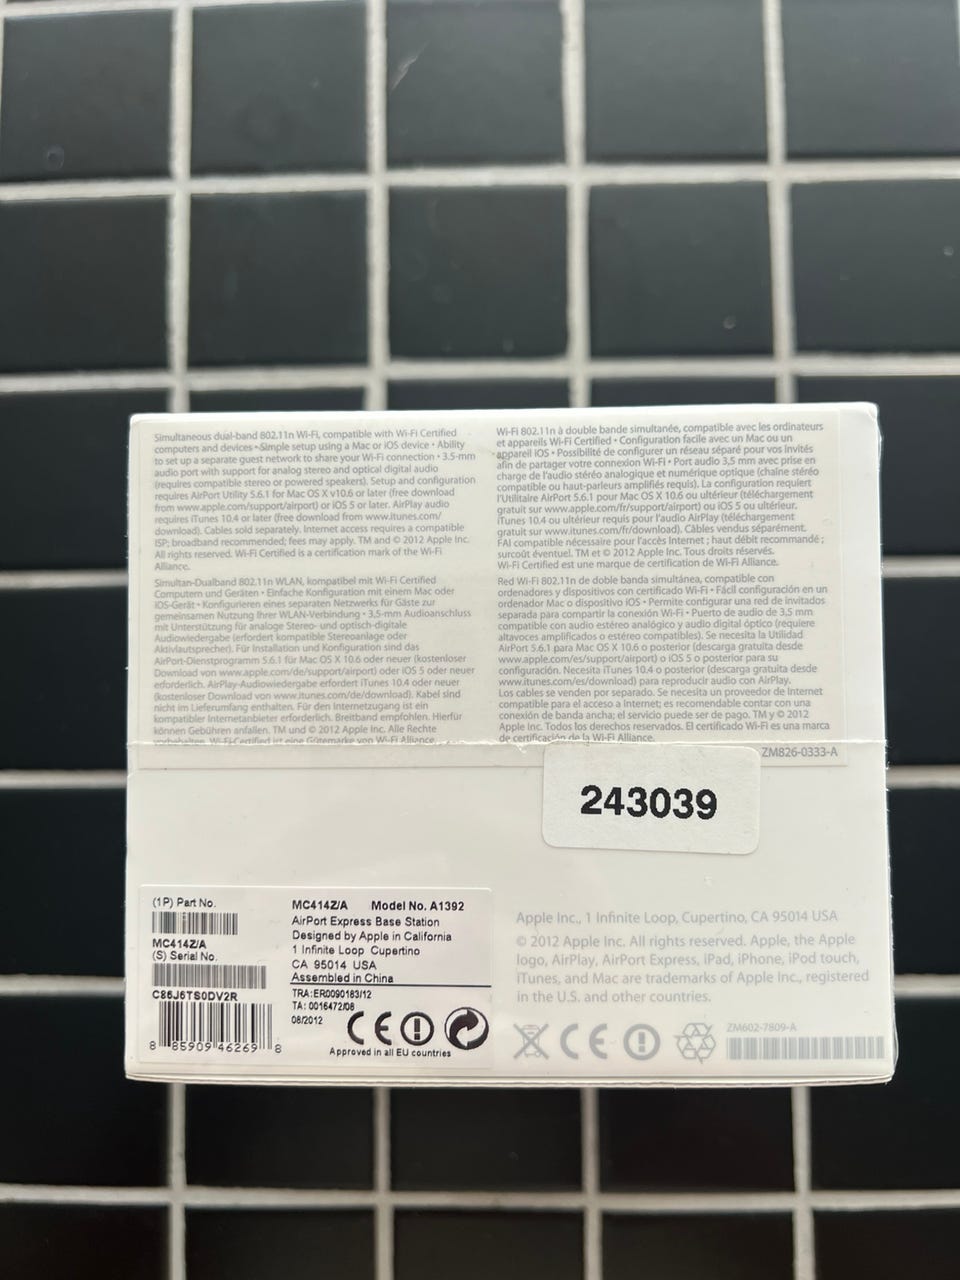 Simultaneous dual-band 802.11n Wi-Fi, compatible with Wi-Fi Certified
computers and devices • Simple setup using a Mac or iOS device • Ability
to set up a separate guest network to share your Wi-Fi connection • 3.5-mm
audio port with support for analog stereo and optical digital audio
(requires compatible stereo or powered speakers). Setup and configuration
requires AirPort Utility 5.6.1 for Mac OS X v10.6 or later (free download
from www.apple.com/support/airport) or iOS 5 or later. AirPlay audio
requires iTunes 10.4 or later (free download from www.itunes.com/
download). Cables sold separately. Internet access requires a compatible
ISP; broadband recommended; fees may apply. TM and © 2012 Apple Inc.
All rights reserved. Wi-Fi Certified is a certification mark of the Wi-Fi
Alliance.
Simultan-Dualband 802.11n WLAN, kompatibel mit Wi-Fi Certified
Computern und Geräten • Einfache Konfiguration mit einem Mac oder
iOS-Gerät • Konfigurieren eines separaten Netzwerks für Gäste zur
gemeinsamen Nutzung Ihrer WLAN-Verbindung • 3,5-mm Audioanschluss
mit Unterstützung für analoge Stereo- und optisch-digitale
Audiowiedergabe (erfordert kompatible Stereoanlage oder
Aktivlautsprecher). Für Installation und Konfiguration sind das
AirPort-Dienstprogramm 5.6.1 für Mac OS X 10.6 oder neuer (kostenloser
Download von www.apple.com/de/support/airport) oder iOS 5 oder neuer
erforderlich. AirPlay-Audiowiedergabe erfordert iTunes 10.4 oder neuer
(kostenloser Download von www.itunes.com/de/download). Kabel sind
nicht im Lieferumfang enthalten. Für den Internetzugang ist ein
kompatibler Internetanbieter erforderlich. Breitband empfohlen. Hierfür
können Gebühren anfallen. TM und © 2012 Apple Inc. Alle Rechte
vorbehalten. Wi-Fi Certified ist eine Gütemarke von Wi-Fi Alliance.
Wi-Fi 802.11n à double bande simultanée, compatible avec les ordinateurs
et appareils Wi-Fi Certified • Configuration facile avec un Mac ou un
appareil iOS • Possibilité de configurer un réseau séparé pour vos invités
afin de partager votre connexion Wi-Fi • Port audio 3,5 mm avec prise en
charge de l'audio stéréo analogique et numérique optique (chaîne stéréo
compatible ou haut-parleurs amplifiés requis). La configuration requiert
l'Utilitaire AirPort 5.6.1 pour Mac OS X 10.6 ou ultérieur (téléchargement
gratuit sur www.apple.com/fr/support/airport) ou iOS 5 ou ultérieur.
iTunes 10.4 ou ultérieur requis pour l'audio AirPlay (téléchargement
gratuit sur www.itunes.com/fr/download). Câbles vendus séparément.
FAI compatible nécessaire pour l'accès Internet ; haut débit recommandé ;
surcoût éventuel. TM et © 2012 Apple Inc. Tous droits réservés.
Wi-Fi Certified est une marque de certification de Wi-Fi Alliance.
Red Wi-Fi 802.11n de doble banda simultánea, compatible con
ordenadores y dispositivos con certificado Wi-Fi • Fácil configuración en un
ordenador Mac o dispositivo iOS • Permite configurar una red de invitados
separada para compartir la conexión Wi-Fi • Puerto de audio de 3,5 mm
compatible con audio estéreo analógico y audio digital óptico (requiere
altavoces amplificados o estéreo compatibles). Se necesita la Utilidad
AirPort 5.6.1 para Mac OS X 10.6 o posterior (descarga gratuita desde
www.apple.com/es/support/airport) o iOS 5 o posterior para su
configuración. Necesita iTunes 10.4 o posterior (descarga gratuita desde
www.itunes.com/es/download) para reproducir audio con AirPlay.
Los cables se venden por separado. Se necesita un proveedor de Internet
compatible para el acceso a Internet; es recomendable contar con una
conexión de banda ancha; el servicio puede ser de pago. TM y © 2012
Apple Inc. Todos los derechos reservados. El certificado Wi-Fi es una marca
de certificación de la Wi-Fi Alliance.
ZM826-0333-A
243039
(1P) Part No.
MC414Z/A
(S) Serial No.
C86J6TS0DV2R
8 85909 46269 8
MC414Z/A Model No. A1392
AirPort Express Base Station
Designed by Apple in California
1 Infinite Loop Cupertino
CA 95014 USA
Assembled in China
TRA:ER0090183/12
TA: 0016472/08
08/2012
CE
Approved in all EU countries
Apple Inc., 1 Infinite Loop, Cupertino, CA 95014 USA
© 2012 Apple Inc. All rights reserved. Apple, the Apple
logo, AirPlay, AirPort Express, iPad, iPhone, iPod touch,
iTunes, and Mac are trademarks of Apple Inc., registered
in the U.S. and other countries.
CE
ZM602-7809-A